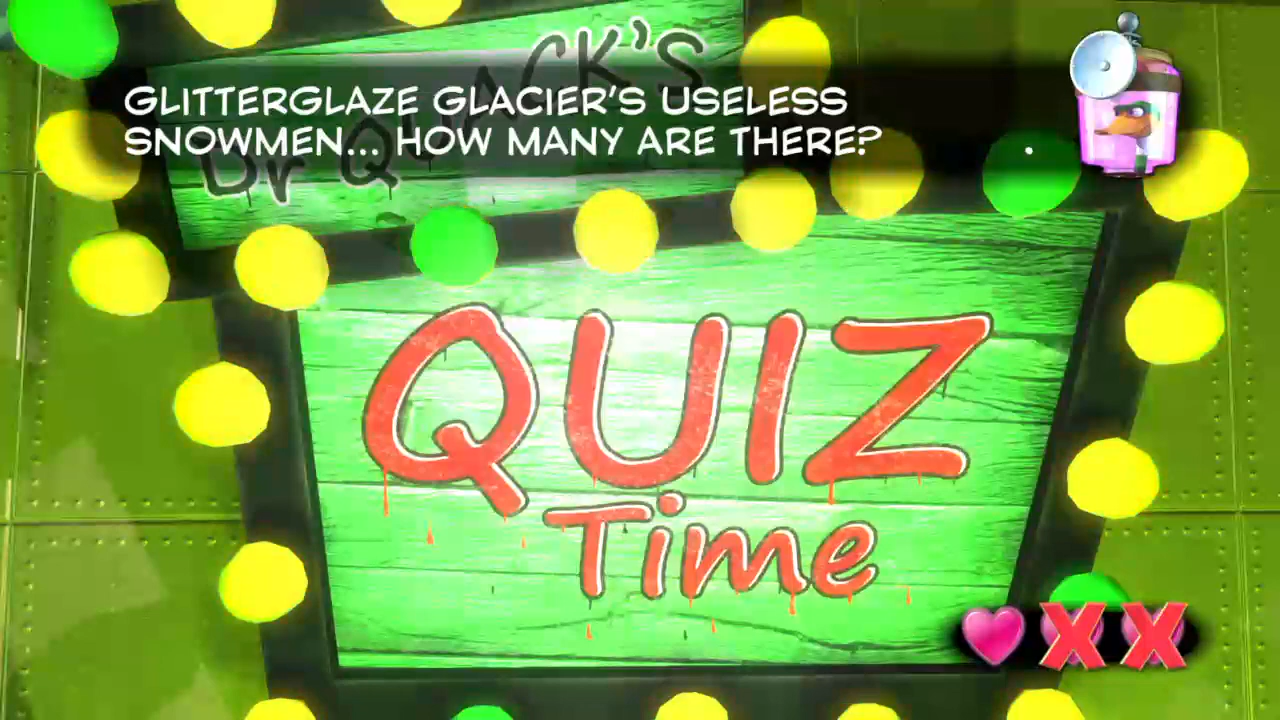 GLITTERGLAZE GLACIER'S USELESS
SNOWMEN... HOW MANY ARE THERE?
Dr QUACK'S
QUIZ
Time
X X